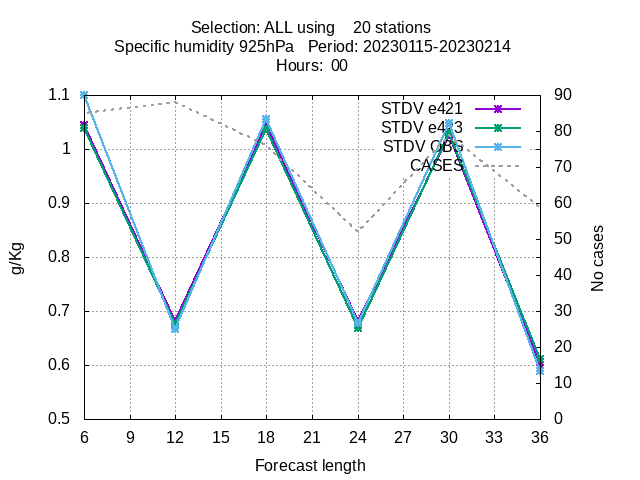 Selection: ALL using    20 stations
Specific humidity 925hPa   Period: 20230115-20230214
Hours:  00
1.1
1
0.9
0.8
0.7
0.6
0.5
g/Kg
STDV e421
STDV e423
STDV OBS
CASES
90
80
70
60
50
40
30
20
10
0
No cases
6 9 12 15 18 21 24 27 30 33 36
Forecast length